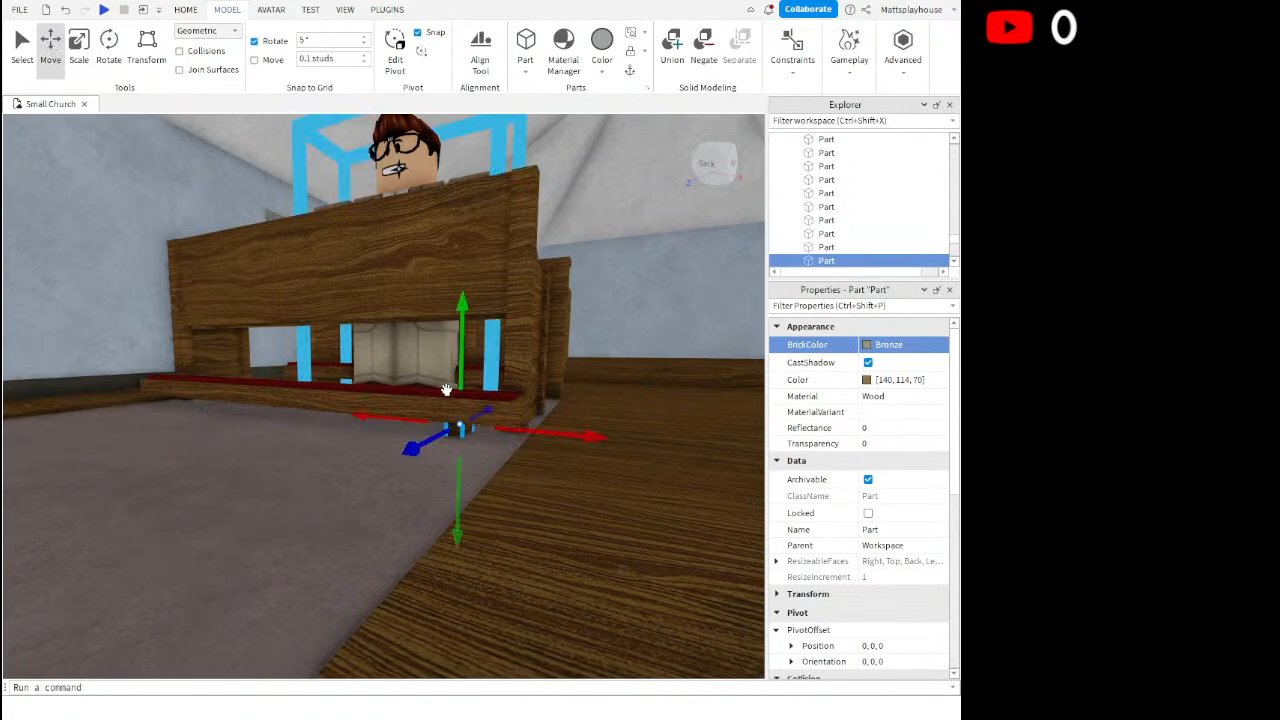 FILE HOME MODEL AVATAR TEST VIEW PLUGINS Collaborate Mattsplayhouse
Select Move Scale Rotate Transform
Geometric
Collisions
Join Surfaces
Tools
Rotate 5 °
Move 0.1 studs
Snap to Grid
Edit Pivot
Snap
Pivot
Align Tool
Alignment
Part Material Manager Color
Parts
Union Negate Separate
Solid Modeling
Constraints Gameplay Advanced
0
Small Church
Back
Explorer
Filter workspace (Ctrl+Shift+X)
Part
Part
Part
Part
Part
Part
Part
Part
Part
Part
Properties - Part "Part"
Filter Properties (Ctrl+Shift+P)
Appearance
BrickColor Bronze
CastShadow
Color [140, 114, 70]
Material Wood
MaterialVariant
Reflectance 0
Transparency 0
Data
Archivable
ClassName Part
Locked
Name Part
Parent Workspace
ResizeableFaces Right, Top, Back, Le...
ResizeIncrement 1
Transform
Pivot
PivotOffset
Position 0, 0, 0
Orientation 0, 0, 0
Run a command